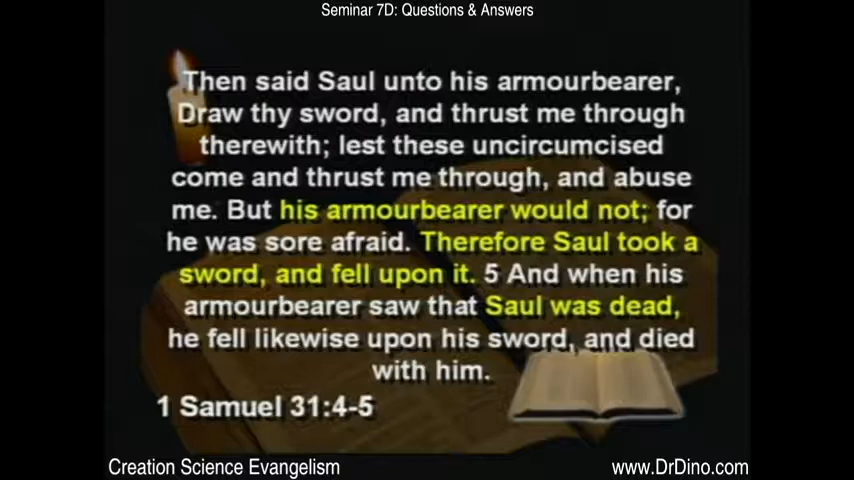 Seminar 7D: Questions & Answers
Then said Saul unto his armourbearer,
Draw thy sword, and thrust me through
therewith; lest these uncircumcised
come and thrust me through, and abuse
me. But his armourbearer would not; for
he was sore afraid. Therefore Saul took a
sword, and fell upon it. 5 And when his
armourbearer saw that Saul was dead,
he fell likewise upon his sword, and died
with him.
1 Samuel 31:4-5
Creation Science Evangelism
www.DrDino.com